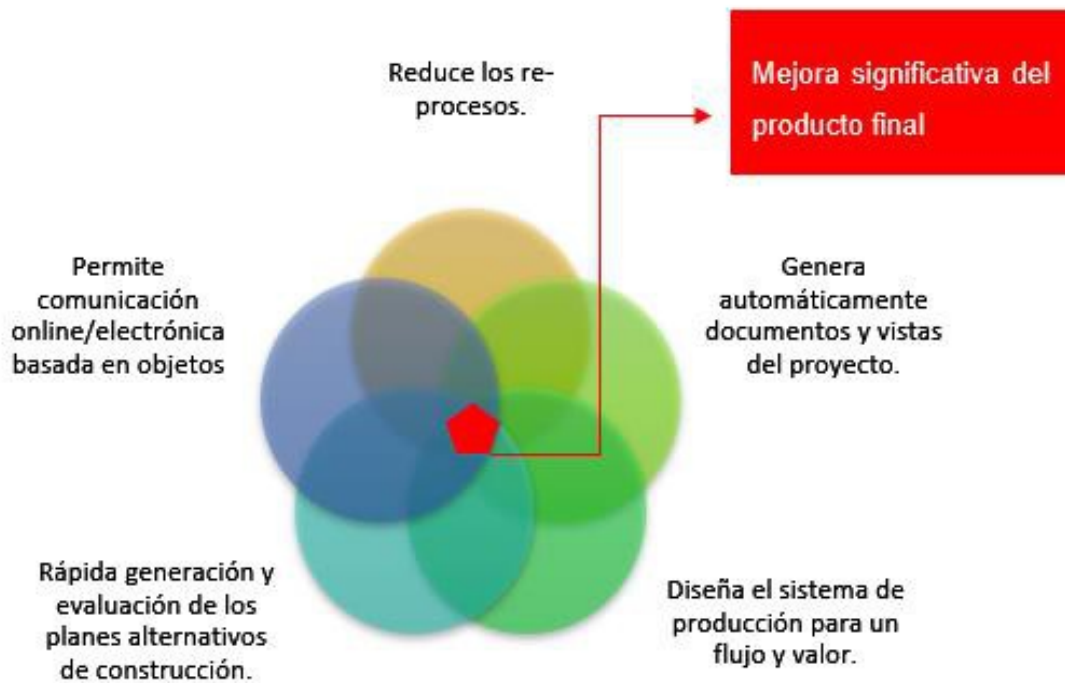 Reduce los re-
procesos.
Mejora significativa del
producto final
Permite
comunicación
online/electrónica
basada en objetos
Genera
automáticamente
documentos y vistas
del proyecto.
Rápida generación y
evaluación de los
planes alternativos
de construcción.
Diseña el sistema de
producción para un
flujo y valor.